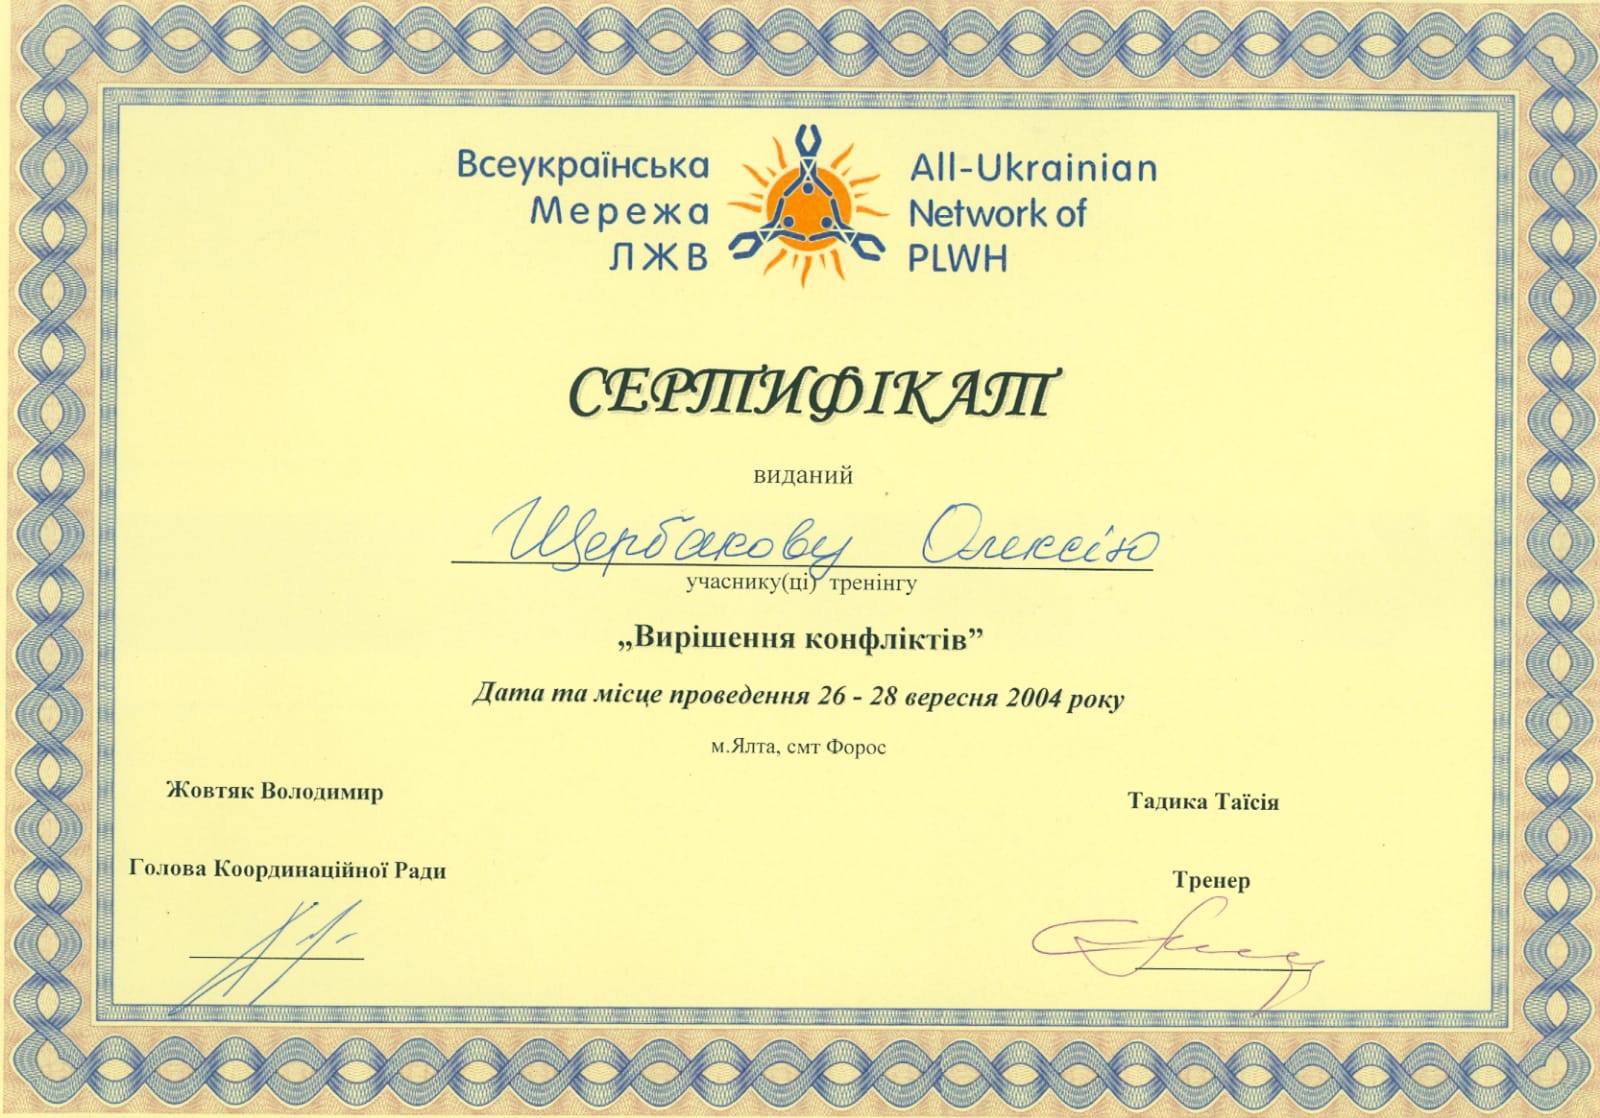 Всеукраїнська
Мережа
ЛЖВ
All-Ukrainian
Network of
PLWH
СЕРТИФІКАТ
виданий
Щербакову Олексію
учаснику(ці) тренінгу
„Вирішення конфліктів”
Дата та місце проведення 26 - 28 вересня 2004 року
м.Ялта, смт Форос
Жовтяк Володимир
Голова Координаційної Ради
Тадика Таїсія
Тренер